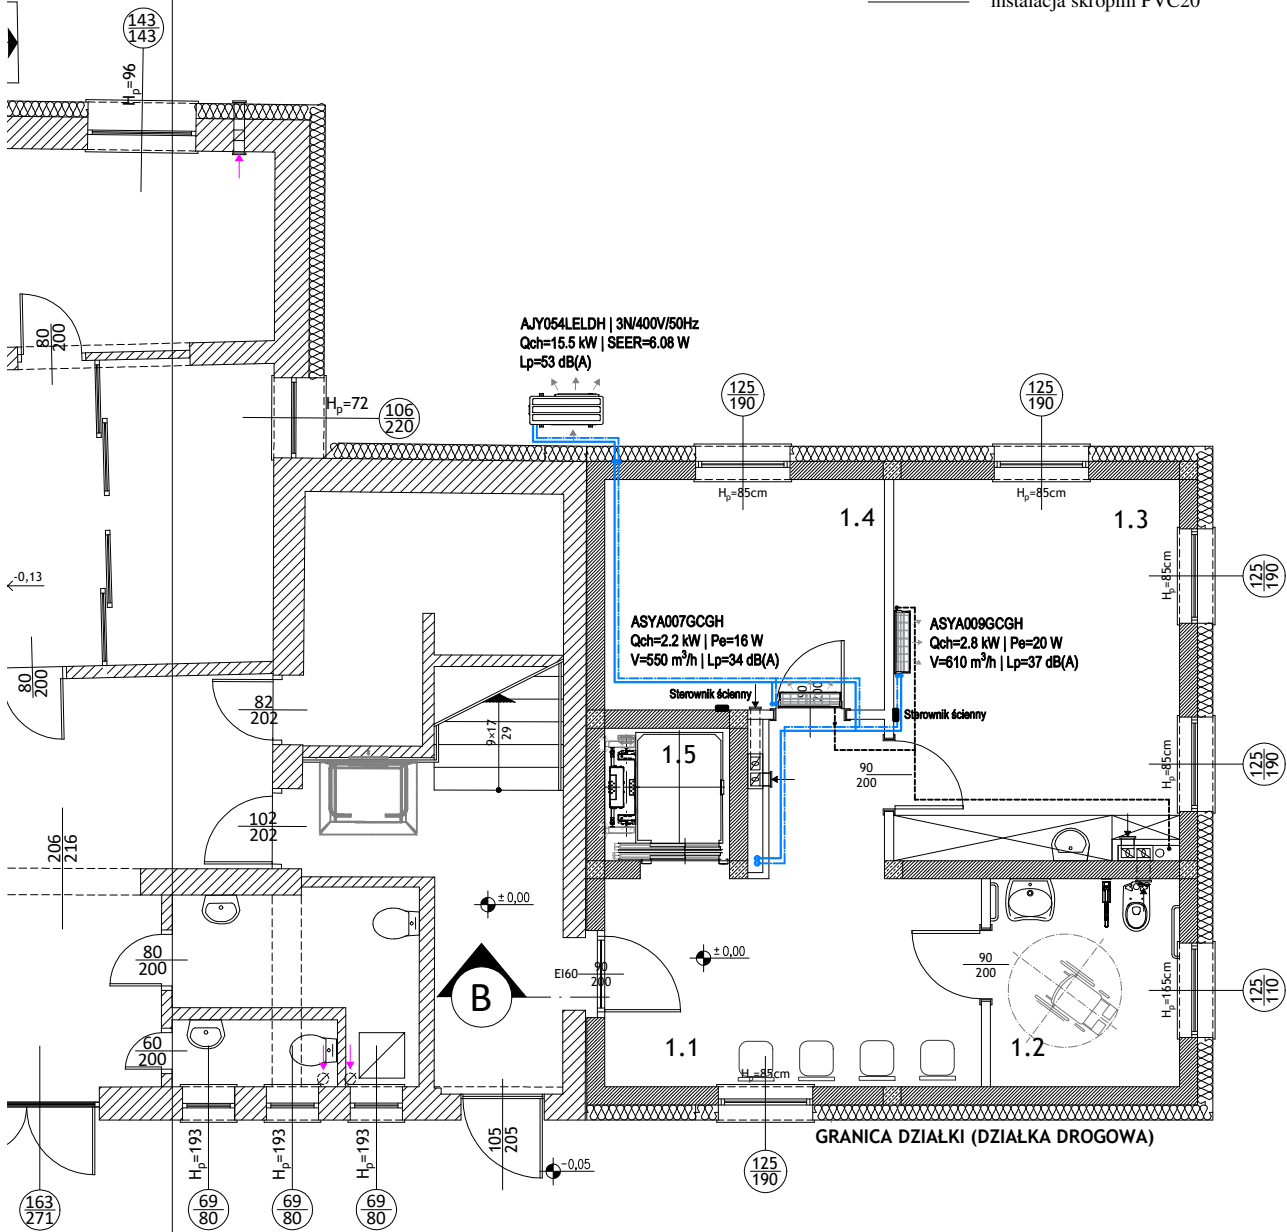 instalacja skroplin PVC20
143
143
Hp=96
80
200
AJY054LELDH | 3N/400V/50Hz
Qch=15.5 kW | SEER=6.08 W
Lp=53 dB(A)
Hp=72
106
220
125
190
125
190
Hp=85cm
Hp=85cm
1.4
1.3
-0,13
Hp=85cm
125
190
ASYA007GCGH
Qch=2.2 kW | Pe=16 W
V=550 m³/h | Lp=34 dB(A)
ASYA009GCGH
Qch=2.8 kW | Pe=20 W
V=610 m³/h | Lp=37 dB(A)
80
200
82
202
90
200
Sterownik ścienny
Sterownik ścienny
9×17
29
1.5
90
200
Hp=85cm
125
190
102
202
206
216
± 0,00
± 0,00
80
200
EI60
90
200
90
200
B
Hp=165cm
125
110
60
200
1.1
1.2
Hp=85cm
GRANICA DZIAŁKI (DZIAŁKA DROGOWA)
Hp=193
Hp=193
Hp=193
105
205
-0,05
125
190
163
271
69
80
69
80
69
80